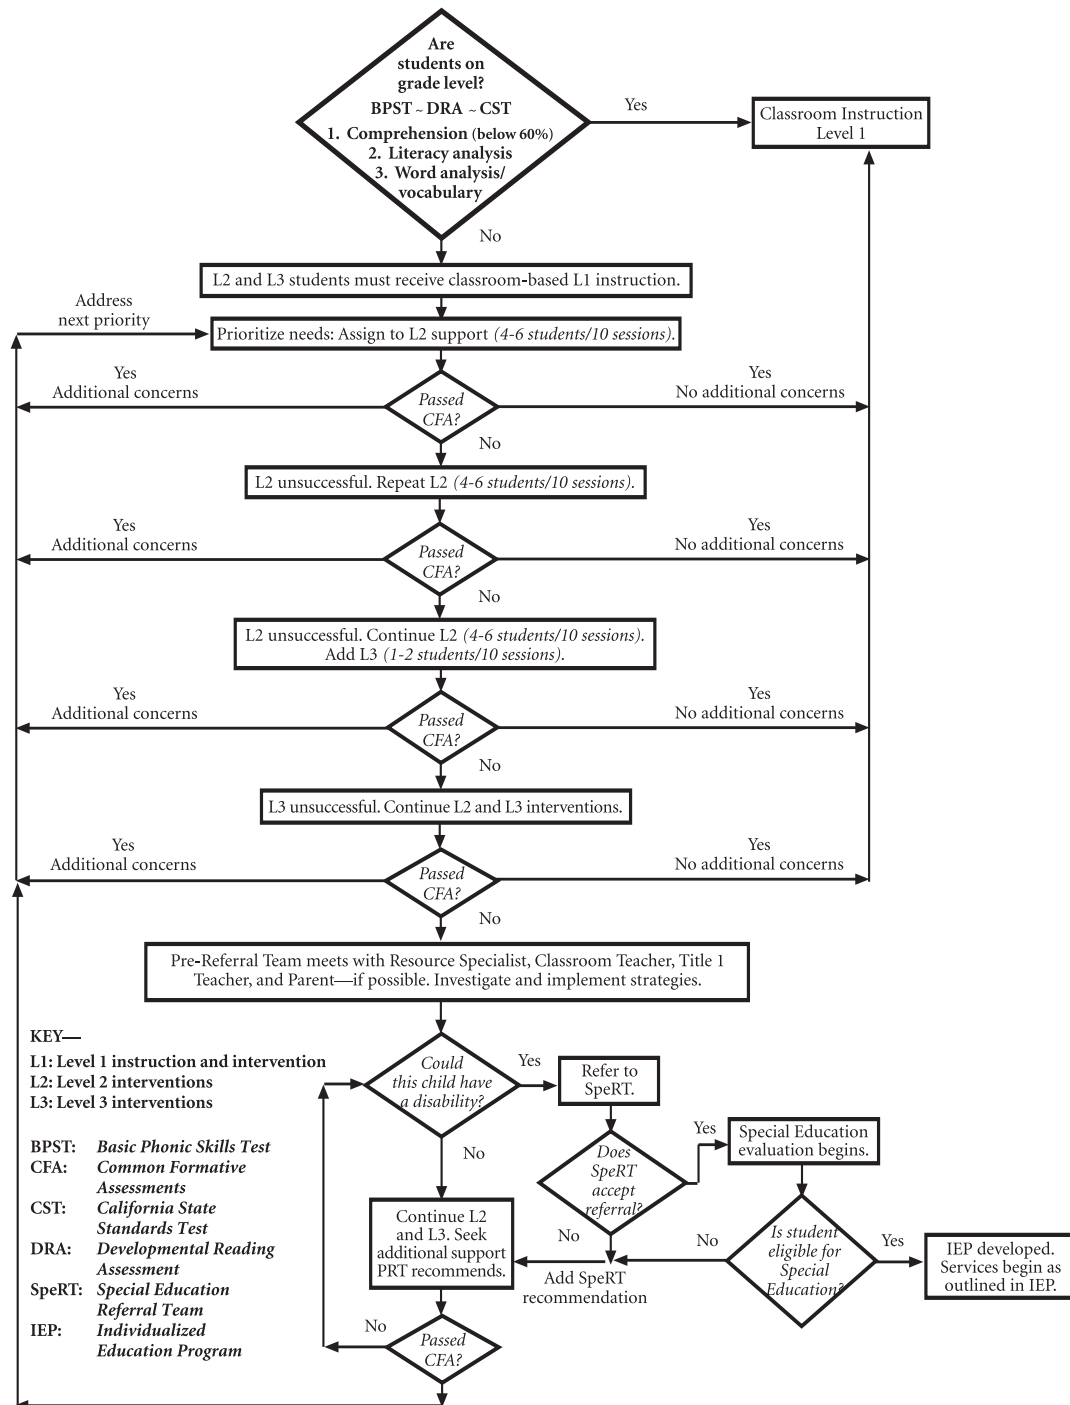 Are
students on
grade level?
BPST ~ DRA ~ CST
1. Comprehension (below 60%)
2. Literacy analysis
3. Word analysis/
vocabulary
Yes
Classroom Instruction
Level 1
No
L2 and L3 students must receive classroom-based L1 instruction.
Address
next priority
Prioritize needs: Assign to L2 support (4-6 students/10 sessions).
Yes
Additional concerns
Passed
CFA?
Yes
No additional concerns
No
L2 unsuccessful. Repeat L2 (4-6 students/10 sessions).
Yes
Additional concerns
Passed
CFA?
Yes
No additional concerns
No
L2 unsuccessful. Continue L2 (4-6 students/10 sessions).
Add L3 (1-2 students/10 sessions).
Yes
Additional concerns
Passed
CFA?
Yes
No additional concerns
No
L3 unsuccessful. Continue L2 and L3 interventions.
Yes
Additional concerns
Passed
CFA?
Yes
No additional concerns
No
Pre-Referral Team meets with Resource Specialist, Classroom Teacher, Title 1
Teacher, and Parent—if possible. Investigate and implement strategies.
Could
this child have
a disability?
Yes
Refer to
SpeRT.
No
Does
SpeRT
accept
referral?
Yes
Special Education
evaluation begins.
No
Is student
eligible for
Special
Education?
No
Yes
IEP developed.
Services begin as
outlined in IEP.
Add SpeRT
recommendation
Continue L2
and L3. Seek
additional support
PRT recommends.
Passed
CFA?
No
KEY—
L1: Level 1 instruction and intervention
L2: Level 2 interventions
L3: Level 3 interventions
BPST: Basic Phonic Skills Test
CFA: Common Formative
Assessments
CST: California State
Standards Test
DRA: Developmental Reading
Assessment
SpeRT: Special Education
Referral Team
IEP: Individualized
Education Program